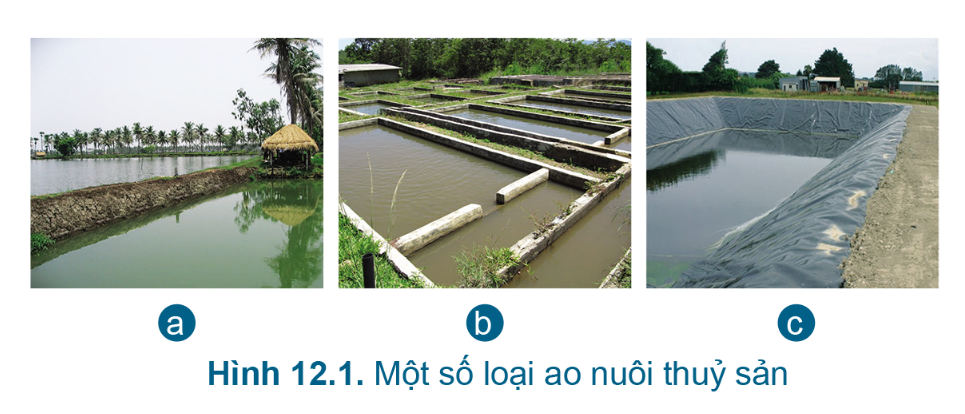 a
b
c
Hình 12.1. Một số loại ao nuôi thuỷ sản